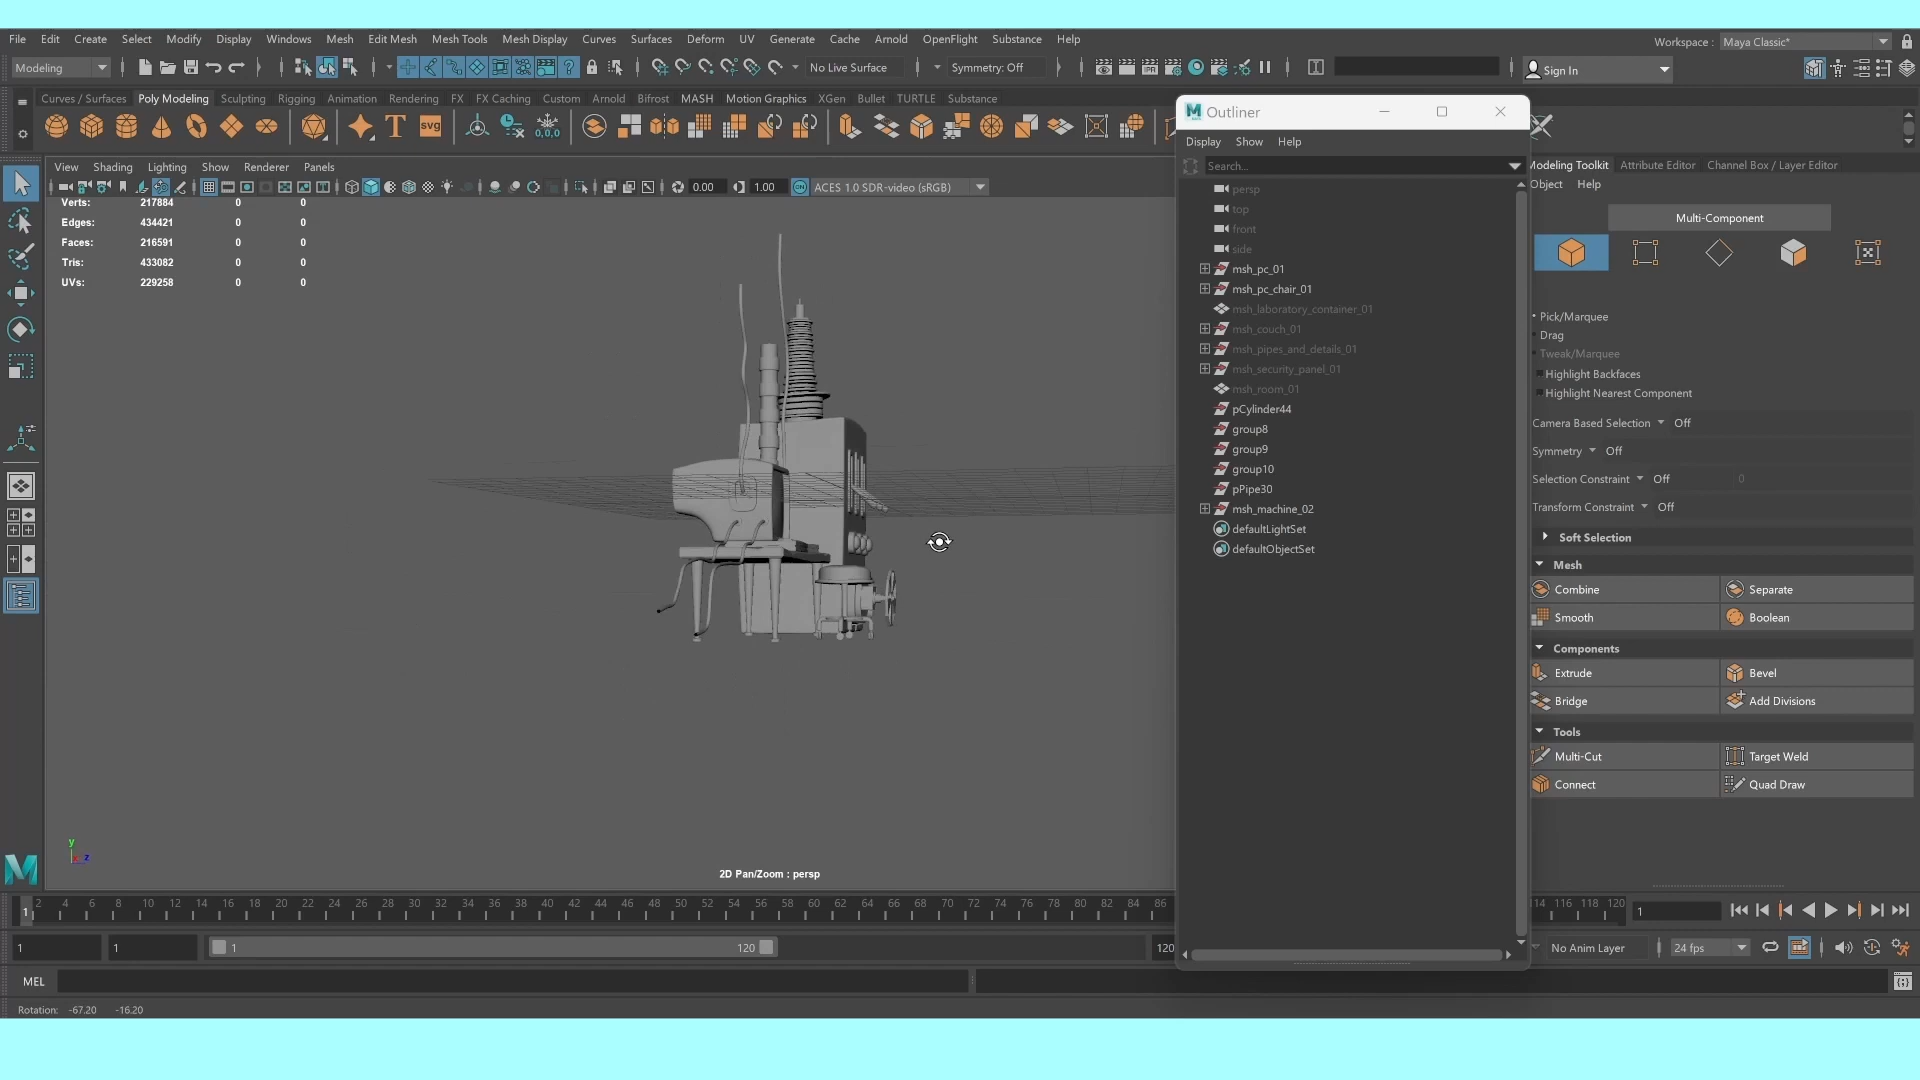 File Edit Create Select Modify Display Windows Mesh Edit Mesh Mesh Tools Mesh Display Curves Surfaces Deform UV Generate Cache Arnold OpenFlight Substance Help
Workspace : Maya Classic*
Modeling No Live Surface Symmetry: Off Sign In
Curves / Surfaces Poly Modeling Sculpting Rigging Animation Rendering FX FX Caching Custom Arnold Bifrost MASH Motion Graphics XGen Bullet TURTLE Substance
T SVG 0,0,0
View Shading Lighting Show Renderer Panels
0.00 1.00 ACES 1.0 SDR-video (sRGB)
Verts: 217884 0 0
Edges: 434421 0 0
Faces: 216591 0 0
Tris: 433082 0 0
UVs: 229258 0 0
y
z
2D Pan/Zoom : persp
Outliner
Display Show Help
Search...
persp
top
front
side
msh_pc_01
msh_pc_chair_01
msh_laboratory_container_01
msh_couch_01
msh_pipes_and_details_01
msh_security_panel_01
msh_room_01
pCylinder44
group8
group9
group10
pPipe30
msh_machine_02
defaultLightSet
defaultObjectSet
Modeling Toolkit Attribute Editor Channel Box / Layer Editor
Object Help
Multi-Component
Pick/Marquee
Drag
Tweak/Marquee
Highlight Backfaces
Highlight Nearest Component
Camera Based Selection Off
Symmetry Off
Selection Constraint Off 0
Transform Constraint Off
Soft Selection
Mesh
Combine Separate
Smooth Boolean
Components
Extrude Bevel
Bridge Add Divisions
Tools
Multi-Cut Target Weld
Connect Quad Draw
1 2 4 6 8 10 12 14 16 18 20 22 24 26 28 30 32 34 36 38 40 42 44 46 48 50 52 54 56 58 60 62 64 66 68 70 72 74 76 78 80 82 84 86 114 116 118 120 1
1 1 1 120 120 No Anim Layer 24 fps
MEL
Rotation: -67.20 -16.20